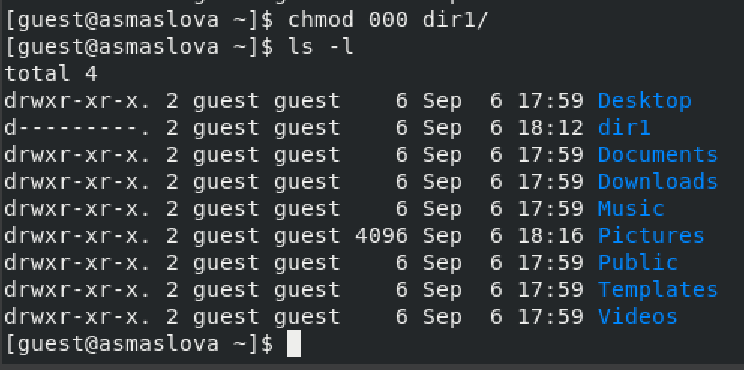 [guest@asmaslova ~]$ chmod 000 dir1/
[guest@asmaslova ~]$ ls -l
total 4
drwxr-xr-x. 2 guest guest    6 Sep  6 17:59 Desktop
d---------. 2 guest guest    6 Sep  6 18:12 dir1
drwxr-xr-x. 2 guest guest    6 Sep  6 17:59 Documents
drwxr-xr-x. 2 guest guest    6 Sep  6 17:59 Downloads
drwxr-xr-x. 2 guest guest    6 Sep  6 17:59 Music
drwxr-xr-x. 2 guest guest 4096 Sep  6 18:16 Pictures
drwxr-xr-x. 2 guest guest    6 Sep  6 17:59 Public
drwxr-xr-x. 2 guest guest    6 Sep  6 17:59 Templates
drwxr-xr-x. 2 guest guest    6 Sep  6 17:59 Videos
[guest@asmaslova ~]$